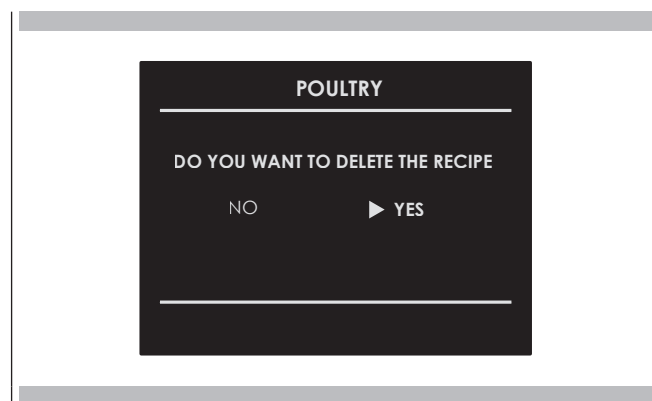 POULTRY
DO YOU WANT TO DELETE THE RECIPE
NO ▶ YES